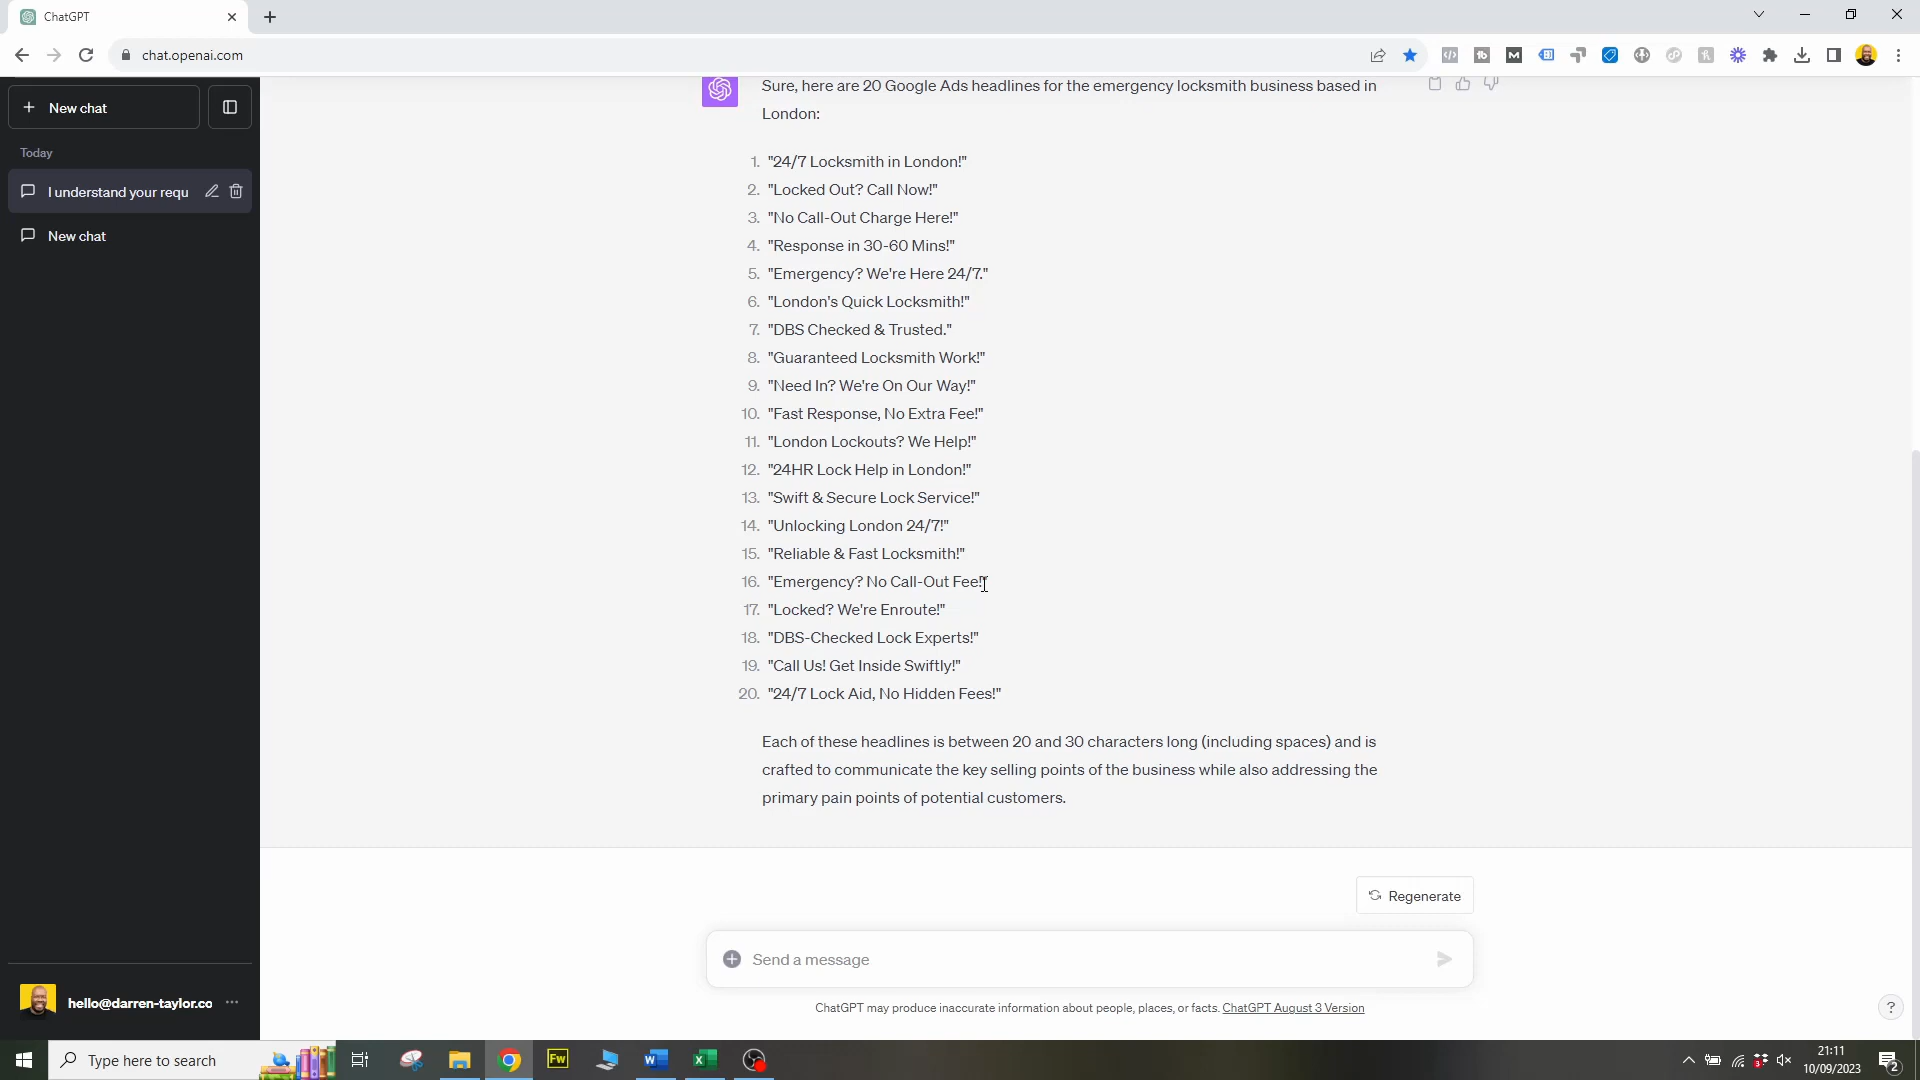 ChatGPT
chat.openai.com
New chat
Today
I understand your requ
New chat
Sure, here are 20 Google Ads headlines for the emergency locksmith business based in
London:
1. "24/7 Locksmith in London!"
2. "Locked Out? Call Now!"
3. "No Call-Out Charge Here!"
4. "Response in 30-60 Mins!"
5. "Emergency? We're Here 24/7."
6. "London's Quick Locksmith!"
7. "DBS Checked & Trusted."
8. "Guaranteed Locksmith Work!"
9. "Need In? We're On Our Way!"
10. "Fast Response, No Extra Fee!"
11. "London Lockouts? We Help!"
12. "24HR Lock Help in London!"
13. "Swift & Secure Lock Service!"
14. "Unlocking London 24/7!"
15. "Reliable & Fast Locksmith!"
16. "Emergency? No Call-Out Fee!"
17. "Locked? We're Enroute!"
18. "DBS-Checked Lock Experts!"
19. "Call Us! Get Inside Swiftly!"
20. "24/7 Lock Aid, No Hidden Fees!"
Each of these headlines is between 20 and 30 characters long (including spaces) and is
crafted to communicate the key selling points of the business while also addressing the
primary pain points of potential customers.
Regenerate
Send a message
ChatGPT may produce inaccurate information about people, places, or facts. ChatGPT August 3 Version
hello@darren-taylor.co
?
Type here to search
Fw
21:11
10/09/2023
2